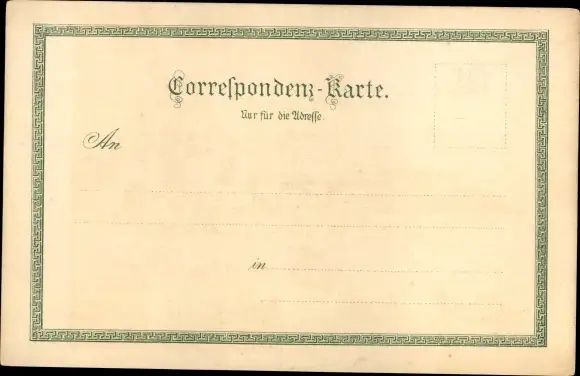 Correſpondenz-Karte.
Nur für die Adreſſe.
An
in